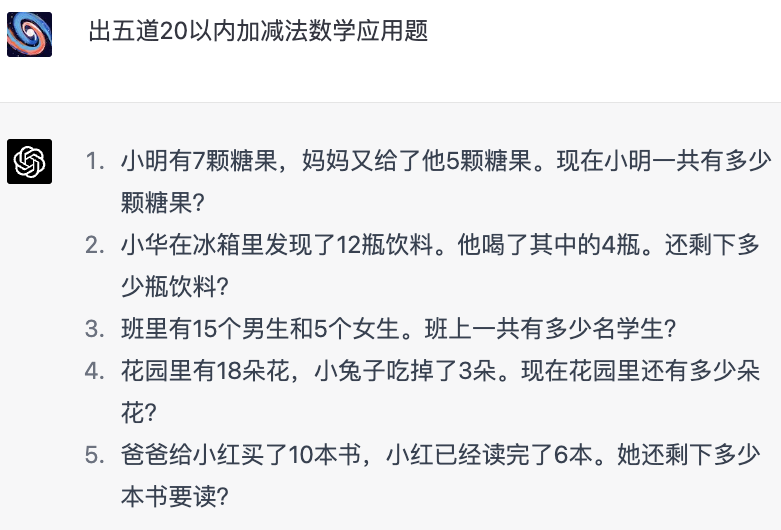 出五道20以内加减法数学应用题
1. 小明有7颗糖果，妈妈又给了他5颗糖果。现在小明一共有多少
颗糖果?
2. 小华在冰箱里发现了12瓶饮料。他喝了其中的4瓶。还剩下多
少瓶饮料?
3. 班里有15个男生和5个女生。班上一共有多少名学生?
4. 花园里有18朵花，小兔子吃掉了3朵。现在花园里还有多少朵
花?
5. 爸爸给小红买了10本书，小红已经读完了6本。她还剩下多少
本书要读?